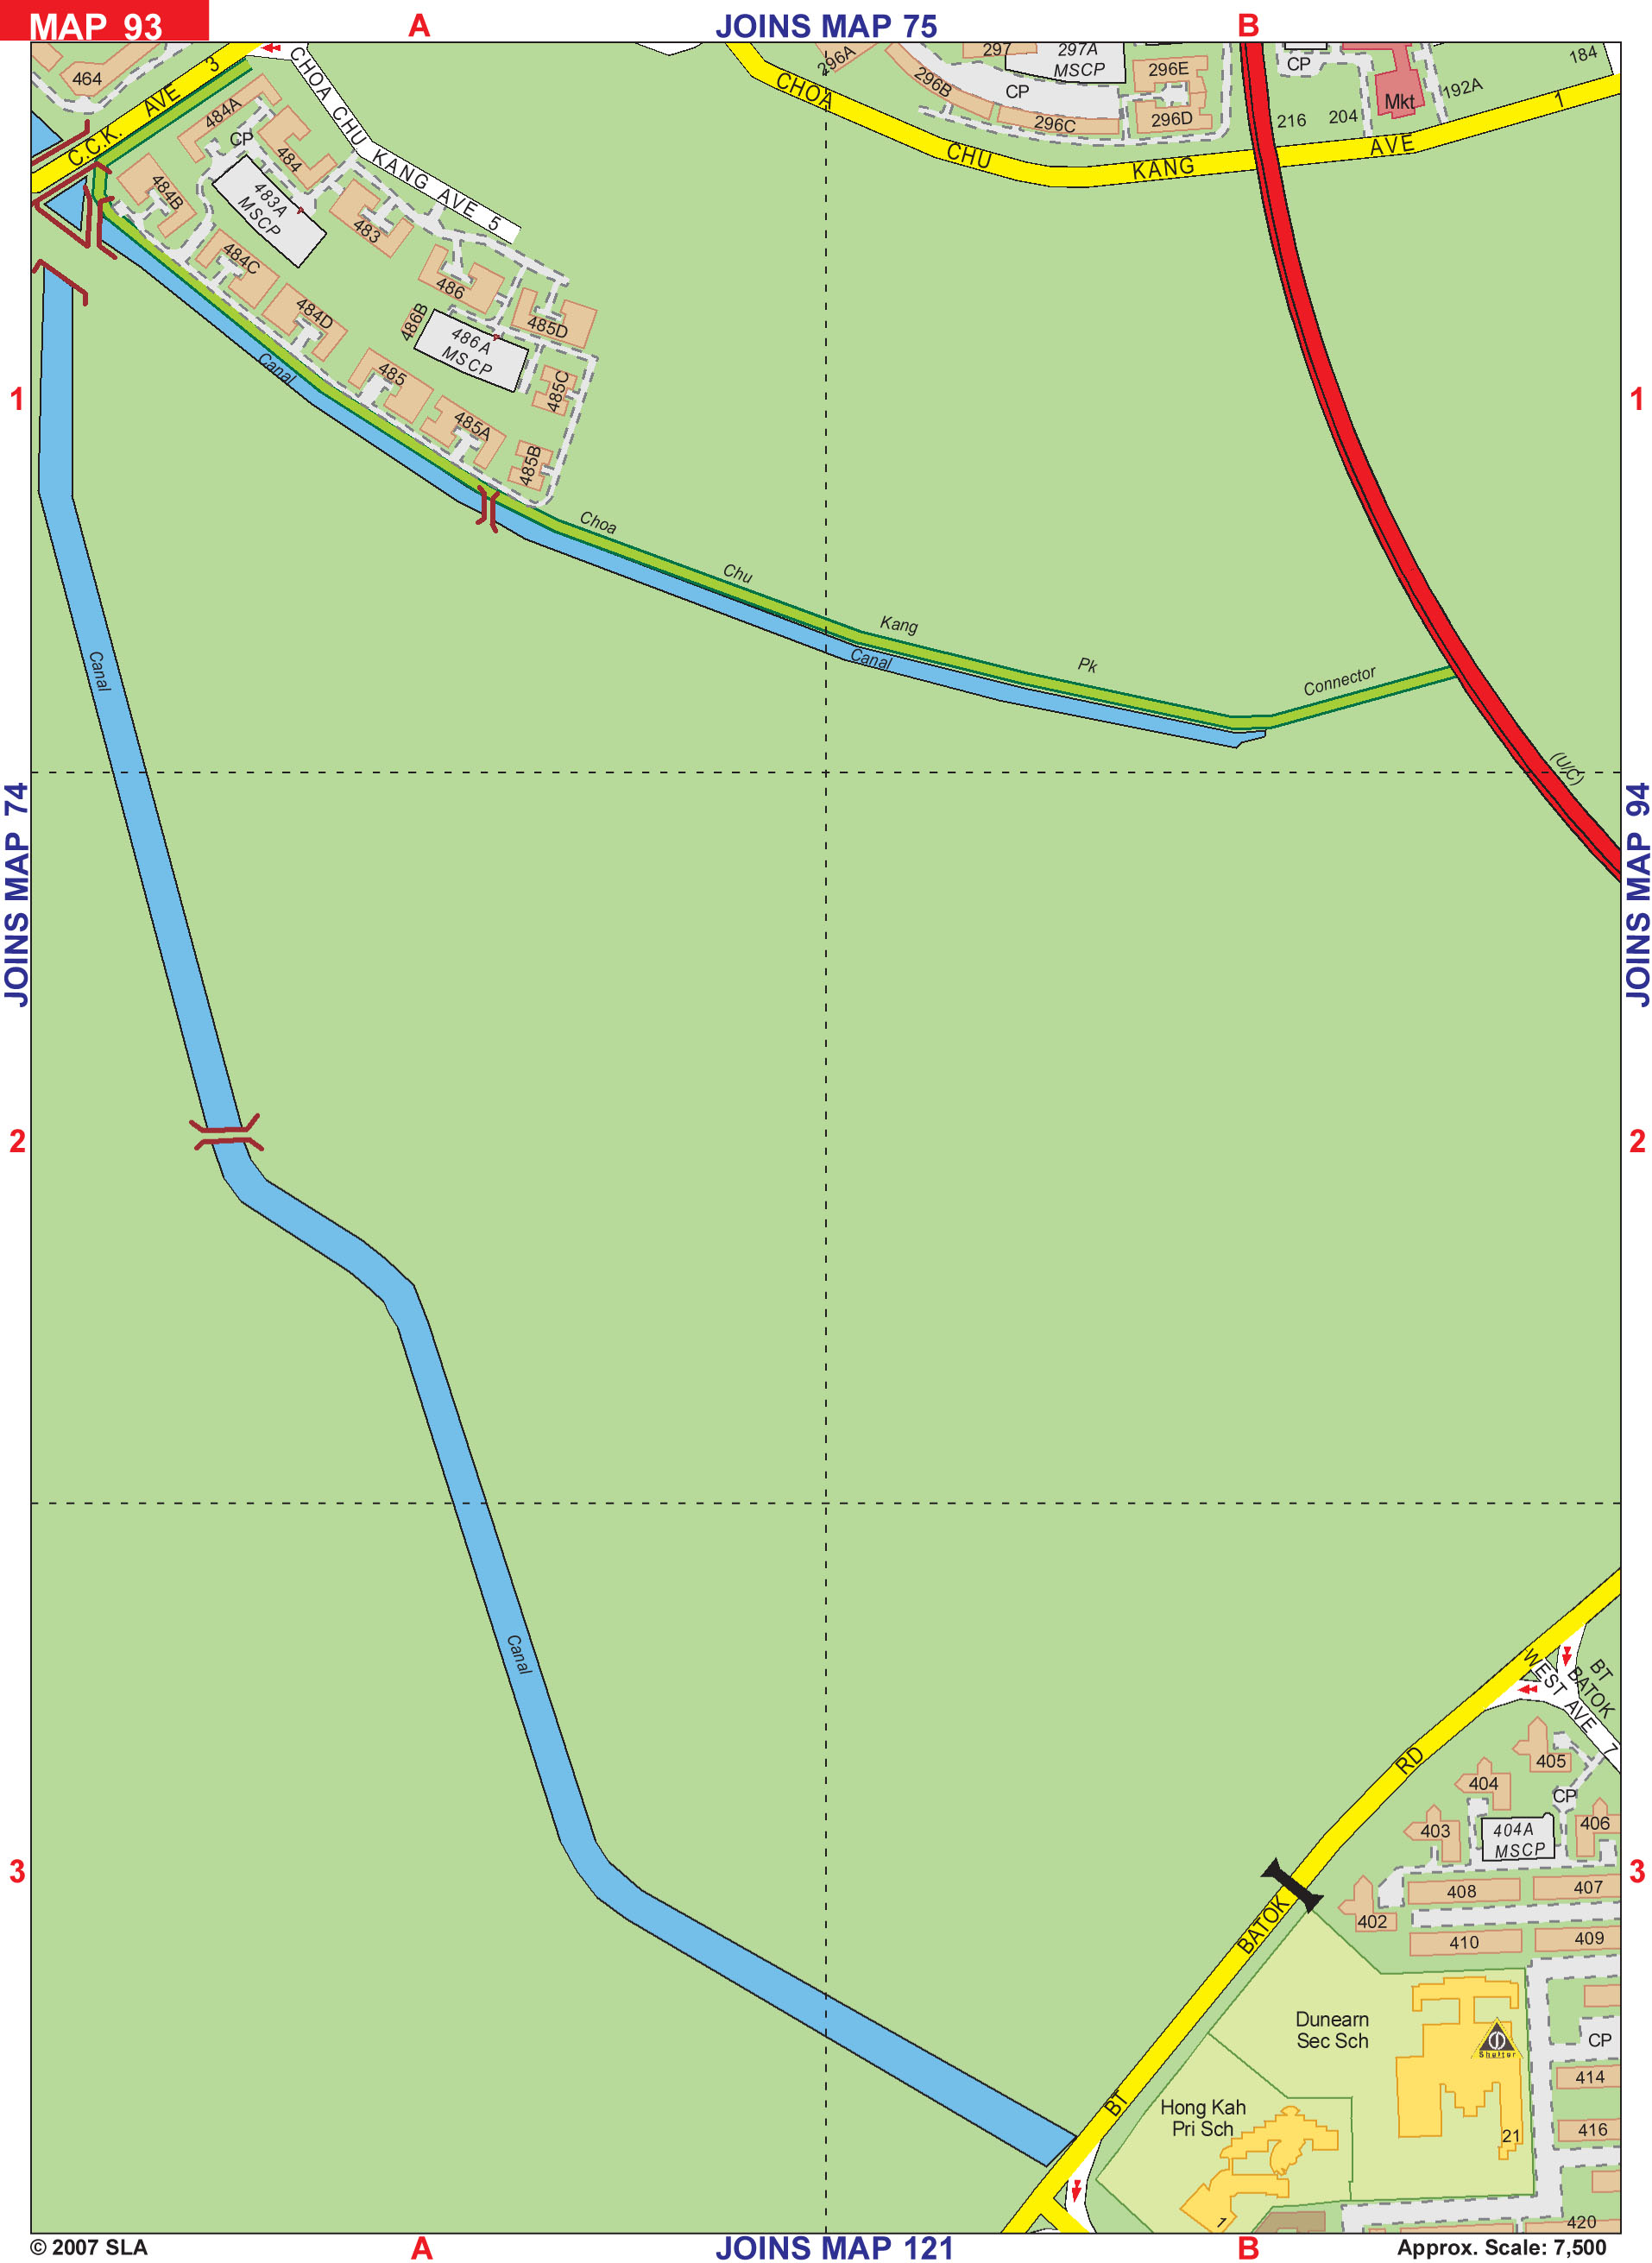 MAP 93
A
JOINS MAP 75
B
464
C.C.K. AVE 3
CHOA CHU KANG AVE 5
CHOA CHU KANG AVE 1
296A
296B
297
297A
MSCP
CP
296C
296E
296D
CP
216
204
Mkt
192A
184
484A
CP
484
484B
483A
MSCP
483
484C
484D
486
486B
486A
MSCP
485D
485
485A
485C
485B
Canal
1
1
Choa Chu Kang Pk Connector
Canal
Canal
(U/C)
JOINS MAP 74
JOINS MAP 94
2
2
Canal
BT BATOK
WEST AVE 7
BT BATOK RD
405
404
CP
403
404A
MSCP
406
3
3
408
407
402
410
409
Dunearn
Sec Sch
Shelter
CP
414
Hong Kah
Pri Sch
21
416
1
420
© 2007 SLA
A
JOINS MAP 121
B
Approx. Scale: 7,500